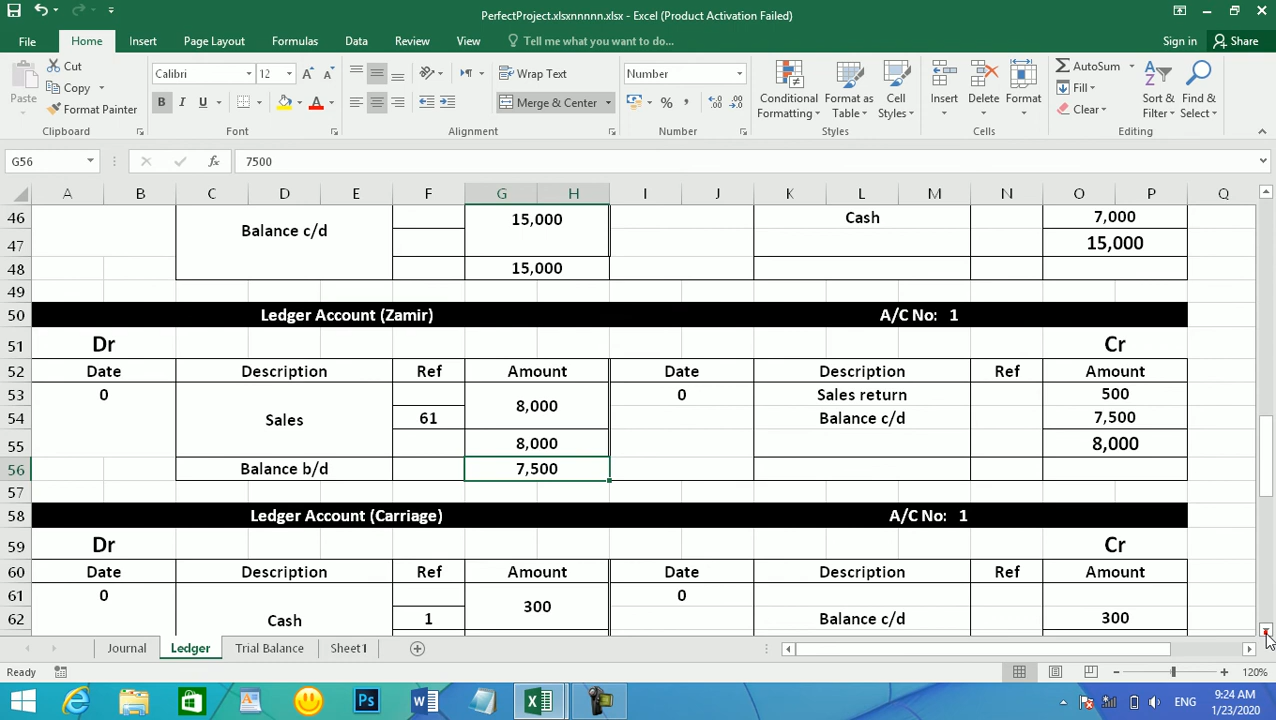 PerfectProject.xlsxnnnnn.xlsx - Excel (Product Activation Failed)
File Home Insert Page Layout Formulas Data Review View Tell me what you want to do... Sign in Share
Paste Cut Copy Format Painter
Calibri 12
B I U A
Wrap Text
Merge & Center
Number
%
Conditional Formatting Format as Table Cell Styles
Insert Delete Format
AutoSum Fill Clear
Sort & Filter Find & Select
Clipboard Font Alignment Number Styles Cells Editing
G56 fx 7500
A B C D E F G H I J K L M N O P Q
46 15,000 Cash 7,000
47 Balance c/d 15,000
48 15,000
49
50 Ledger Account (Zamir) A/C No: 1
51 Dr Cr
52 Date Description Ref Amount Date Description Ref Amount
53 0 8,000 0 Sales return 500
54 Sales 61 Balance c/d 7,500
55 8,000 8,000
56 Balance b/d 7,500
57
58 Ledger Account (Carriage) A/C No: 1
59 Dr Cr
60 Date Description Ref Amount Date Description Ref Amount
61 0 300 0
62 Cash 1 Balance c/d 300
Journal Ledger Trial Balance Sheet1
Ready 120%
ENG 9:24 AM
1/23/2020